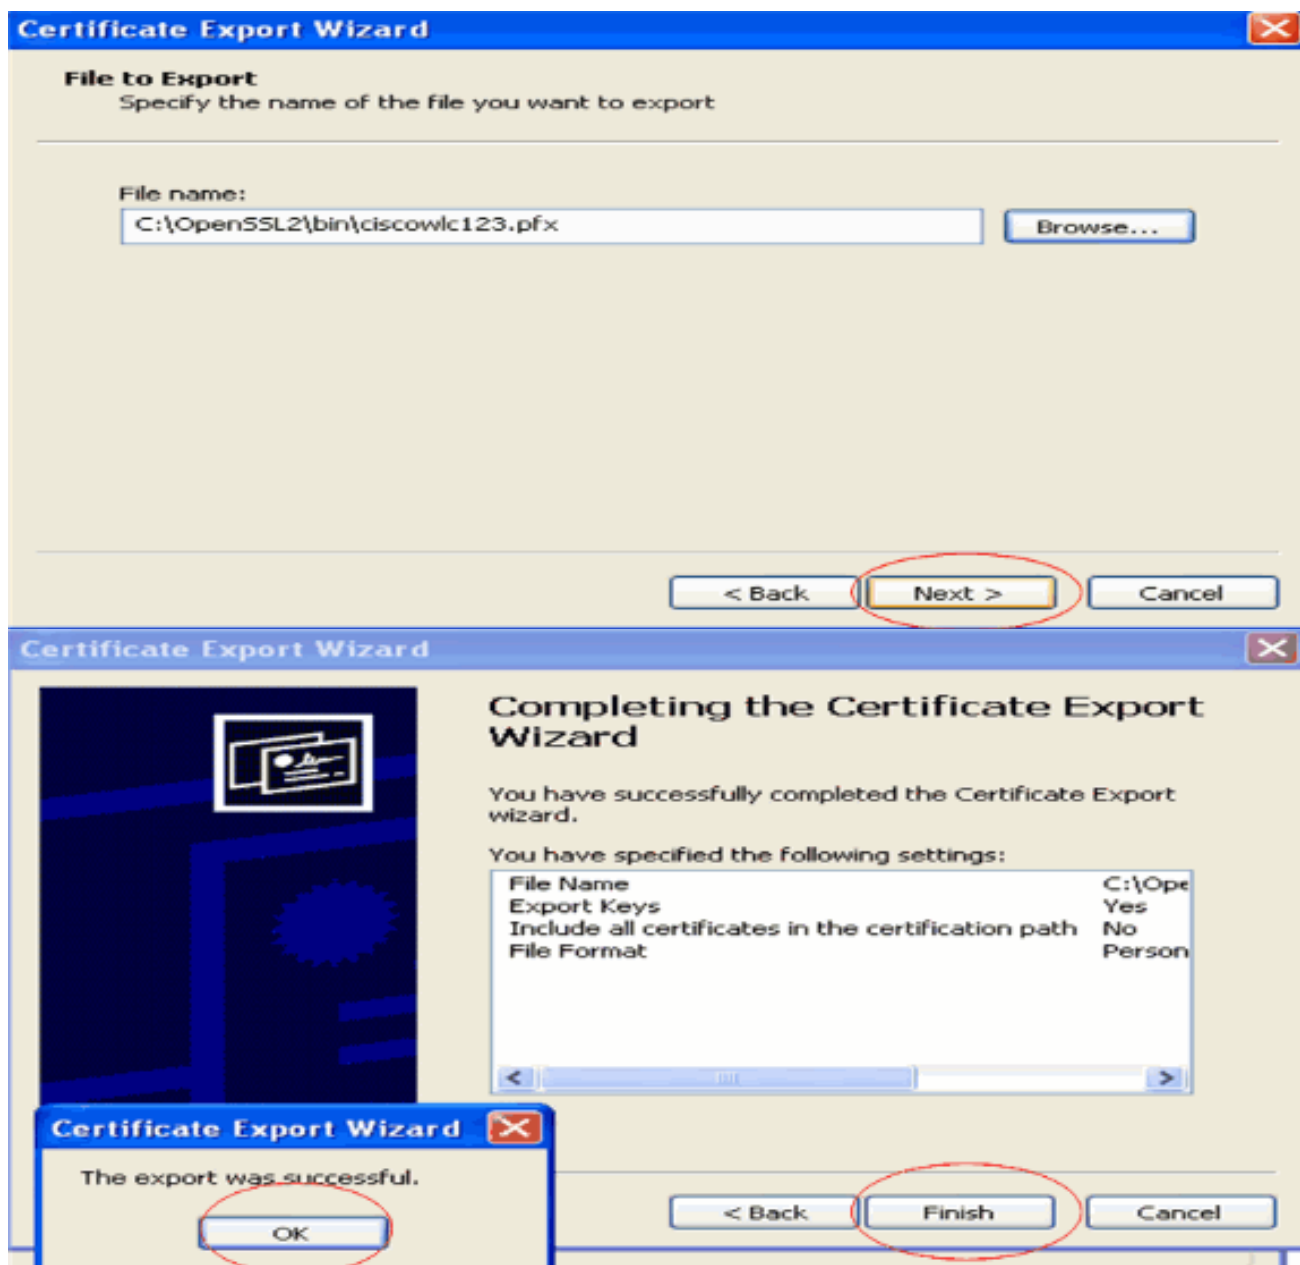 Certificate Export Wizard
File to Export
Specify the name of the file you want to export
File name:
C:\OpenSSL2\bin\ciscowlc123.pfx
Browse...
< Back
Next >
Cancel
Certificate Export Wizard
Completing the Certificate Export
Wizard
You have successfully completed the Certificate Export
wizard.
You have specified the following settings:
File Name C:\Ope
Export Keys Yes
Include all certificates in the certification path No
File Format Person
Certificate Export Wizard
The export was successful.
OK
< Back
Finish
Cancel